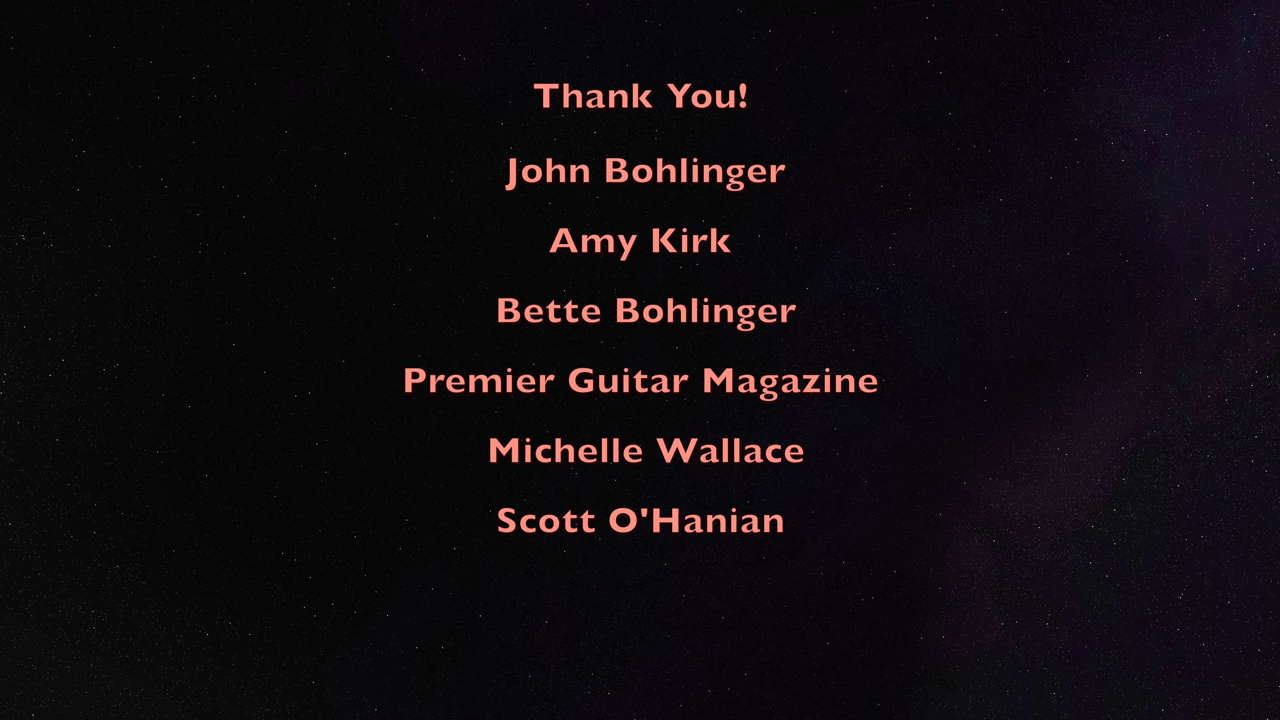 Thank You!
John Bohlinger
Amy Kirk
Bette Bohlinger
Premier Guitar Magazine
Michelle Wallace
Scott O'Hanian